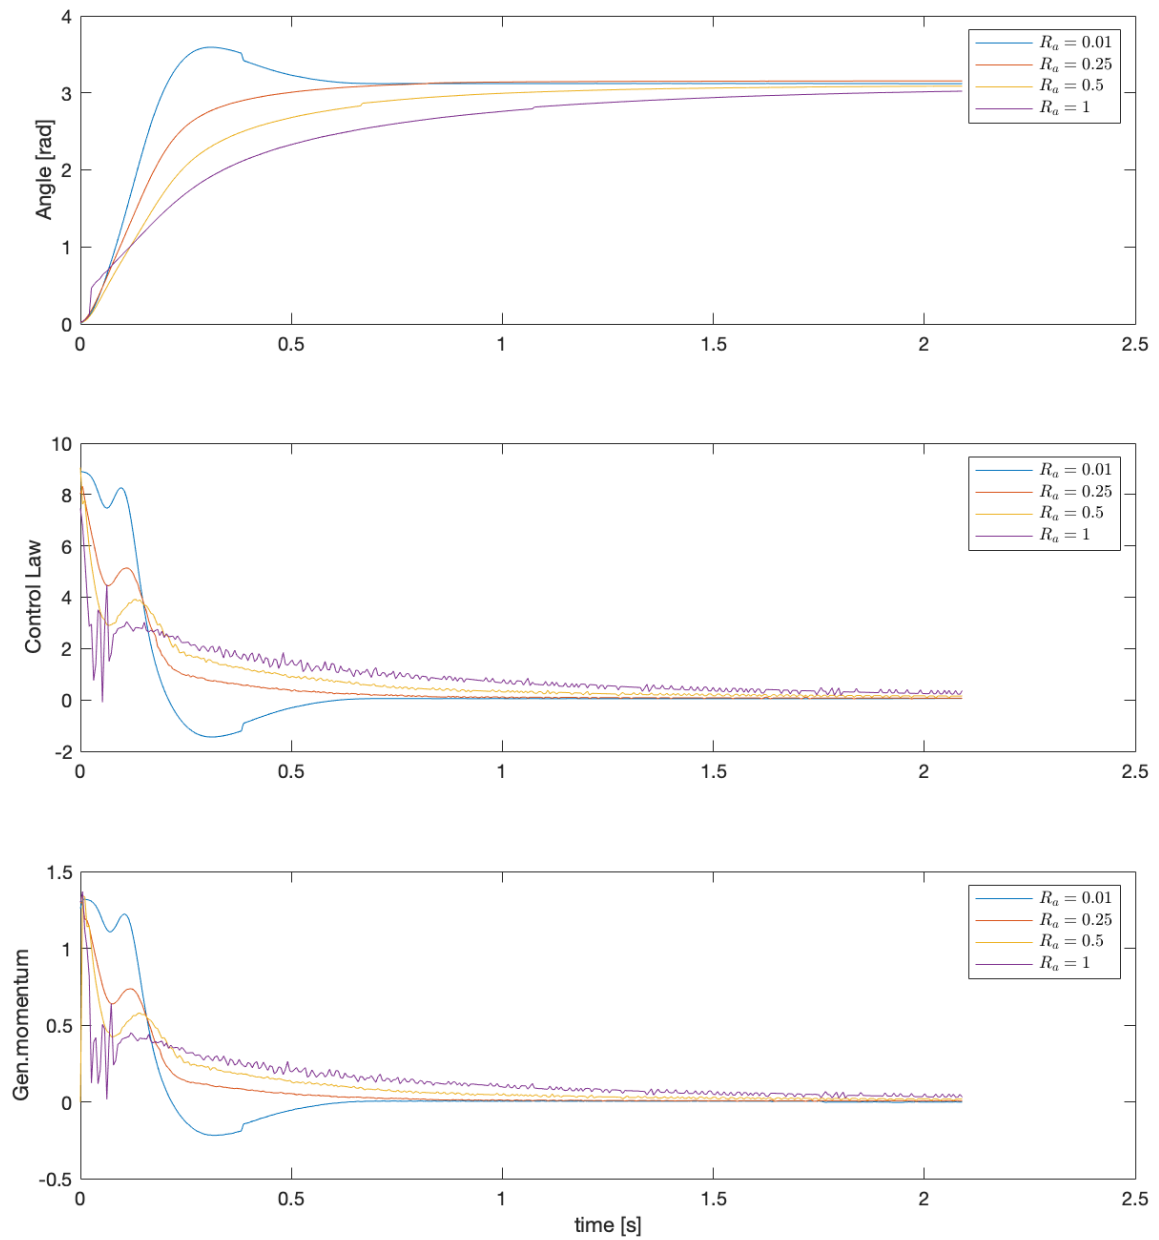 4
3
2
1
0
Angle [rad]
0
0.5
1
1.5
2
2.5
R_a = 0.01
R_a = 0.25
R_a = 0.5
R_a = 1
10
8
6
4
2
0
-2
Control Law
0
0.5
1
1.5
2
2.5
R_a = 0.01
R_a = 0.25
R_a = 0.5
R_a = 1
1.5
1
0.5
0
-0.5
Gen.momentum
0
0.5
1
1.5
2
2.5
R_a = 0.01
R_a = 0.25
R_a = 0.5
R_a = 1
time [s]